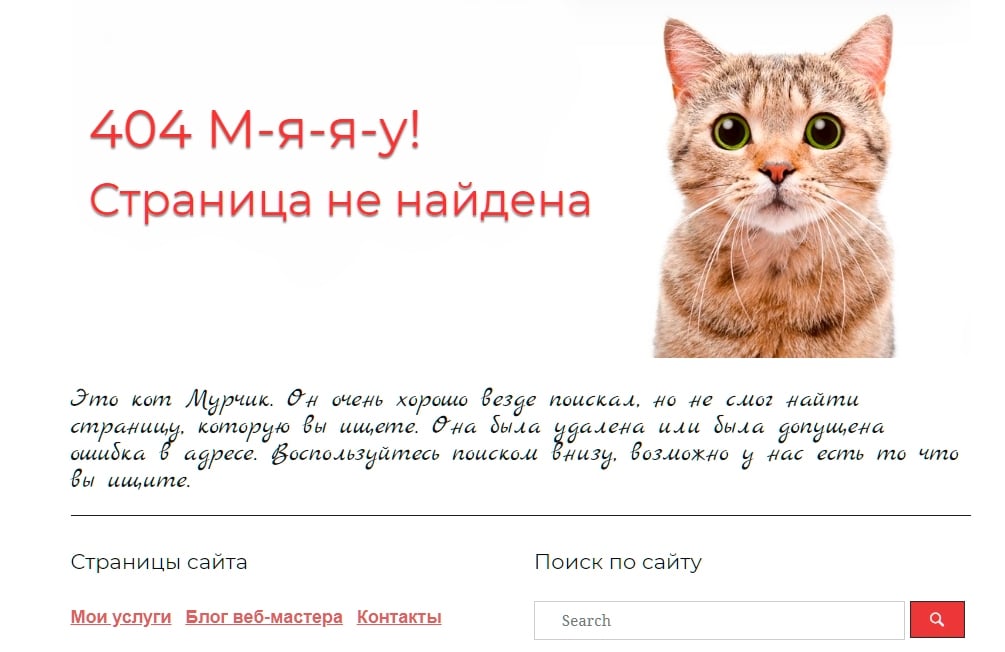 404 М-я-я-у!
Страница не найдена
Это кот Мурчик. Он очень хорошо везде поискал, но не смог найти
страницу, которую вы ищете. Она была удалена или была допущена
ошибка в адресе. Воспользуйтесь поиском внизу, возможно у нас есть то что
вы ищите.
Страницы сайта
Поиск по сайту
Мои услуги Блог веб-мастера Контакты
Search